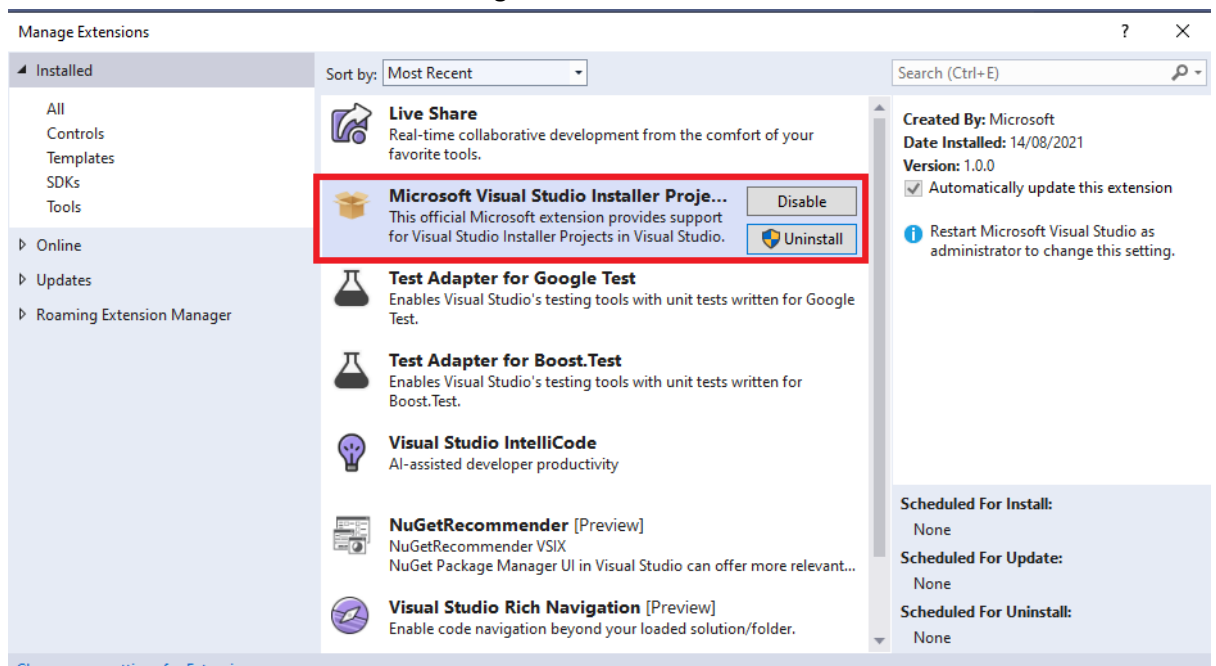 Manage Extensions
?
Installed
All
Controls
Templates
SDKs
Tools
Online
Updates
Roaming Extension Manager
Sort by: Most Recent
Live Share
Real-time collaborative development from the comfort of your
favorite tools.
Microsoft Visual Studio Installer Proje...
This official Microsoft extension provides support
for Visual Studio Installer Projects in Visual Studio.
Disable
Uninstall
Test Adapter for Google Test
Enables Visual Studio's testing tools with unit tests written for Google
Test.
Test Adapter for Boost.Test
Enables Visual Studio's testing tools with unit tests written for
Boost.Test.
Visual Studio IntelliCode
AI-assisted developer productivity
NuGetRecommender [Preview]
NuGetRecommender VSIX
NuGet Package Manager UI in Visual Studio can offer more relevant...
Visual Studio Rich Navigation [Preview]
Enable code navigation beyond your loaded solution/folder.
Search (Ctrl+E)
Created By: Microsoft
Date Installed: 14/08/2021
Version: 1.0.0
Automatically update this extension
Restart Microsoft Visual Studio as
administrator to change this setting.
Scheduled For Install:
None
Scheduled For Update:
None
Scheduled For Uninstall:
None